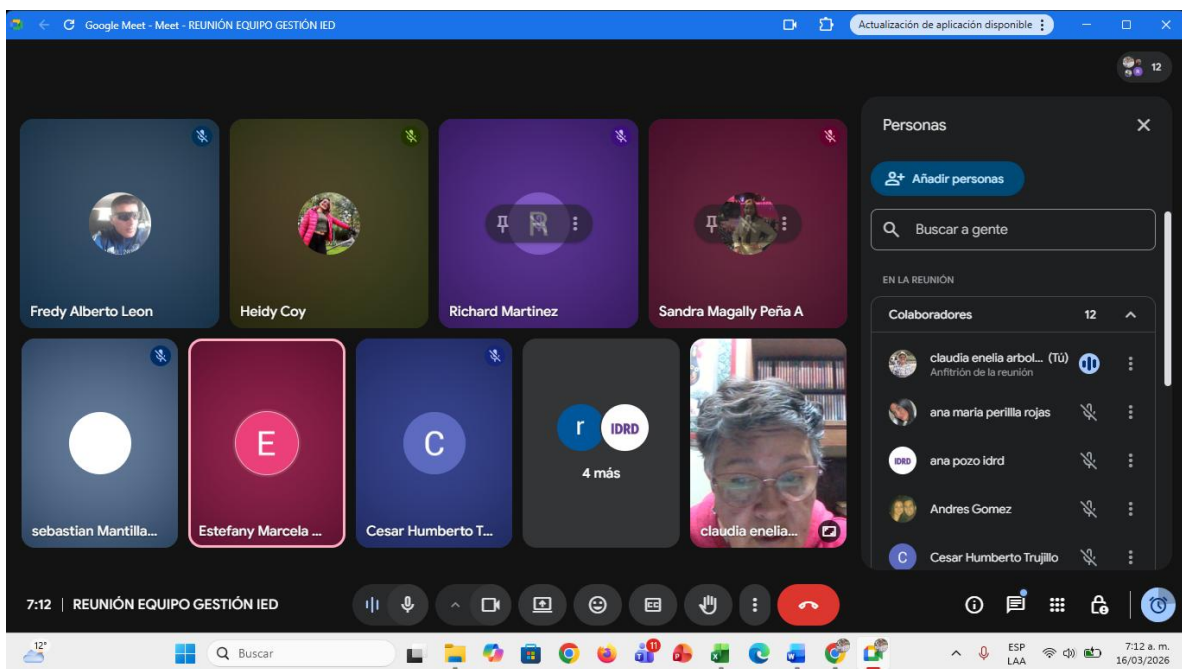 Google Meet - Meet - REUNIÓN EQUIPO GESTIÓN IED
Actualización de aplicación disponible
12
Fredy Alberto Leon
Heidy Coy
R
Richard Martinez
Sandra Magally Peña A
sebastian Mantilla...
E
Estefany Marcela ...
C
Cesar Humberto T...
r
IDRD
4 más
claudia enelia...
Personas
Añadir personas
Buscar a gente
EN LA REUNIÓN
Colaboradores 12
claudia enelia arbol... (Tú)
Anfitrión de la reunión
ana maria perillla rojas
IDRD
ana pozo idrd
Andres Gomez
C
Cesar Humberto Trujillo
7:12 | REUNIÓN EQUIPO GESTIÓN IED
CC
12°
Buscar
11
ESP
LAA
7:12 a. m.
16/03/2026